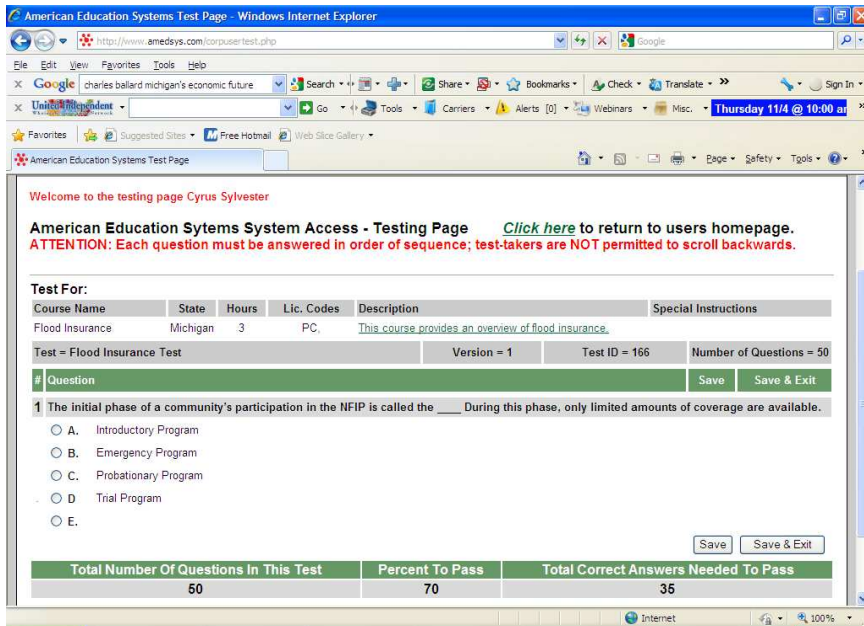 American Education Systems Test Page - Windows Internet Explorer
http://www.amedsys.com/corpusertest.php
Google
File Edit View Favorites Tools Help
x Google charles ballard michigan's economic future Search Share Bookmarks Check Translate Sign In
x United Independent Go Tools Carriers Alerts [0] Webinars Misc. Thursday 11/4 @ 10:00 am
Favorites Suggested Sites Free Hotmail Web Slice Gallery
American Education Systems Test Page Page Safety Tools
Welcome to the testing page Cyrus Sylvester
American Education Sytems System Access - Testing Page Click here to return to users homepage.
ATTENTION: Each question must be answered in order of sequence; test-takers are NOT permitted to scroll backwards.
Test For:
Course Name State Hours Lic. Codes Description Special Instructions
Flood Insurance Michigan 3 PC, This course provides an overview of flood insurance.
Test = Flood Insurance Test Version = 1 Test ID = 166 Number of Questions = 50
# Question Save Save & Exit
1 The initial phase of a community's participation in the NFIP is called the ____ During this phase, only limited amounts of coverage are available.
A. Introductory Program
B. Emergency Program
C. Probationary Program
D Trial Program
E.
Save Save & Exit
Total Number Of Questions In This Test Percent To Pass Total Correct Answers Needed To Pass
50 70 35
Internet 100%